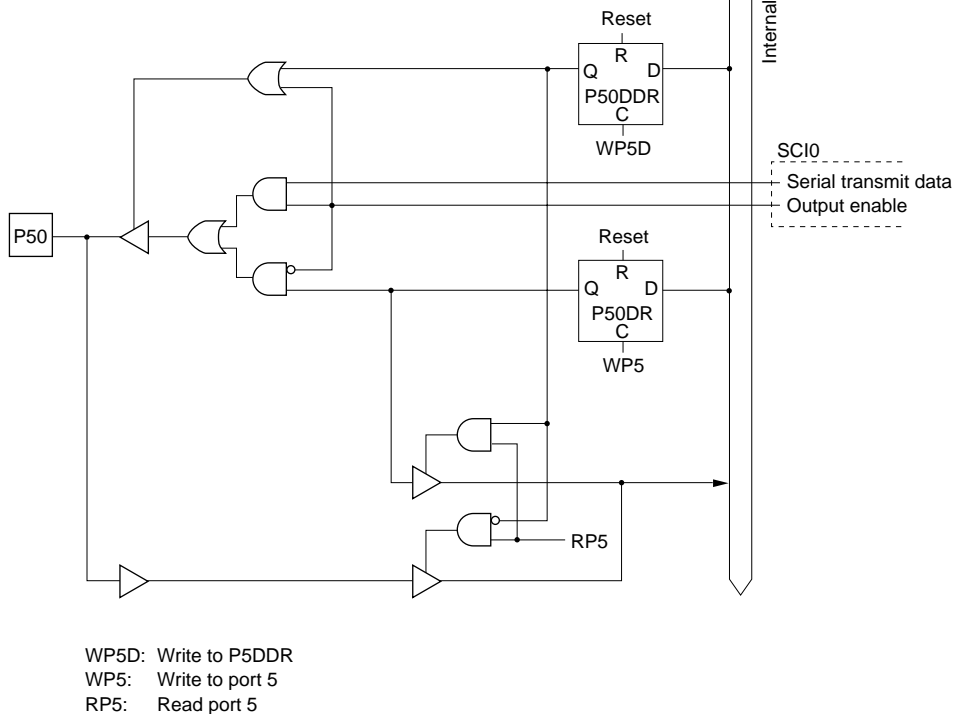 Internal
Reset
R
Q D
P50DDR
C
WP5D
SCI0
Serial transmit data
Output enable
P50
Reset
R
Q D
P50DR
C
WP5
RP5
WP5D: Write to P5DDR
WP5: Write to port 5
RP5: Read port 5